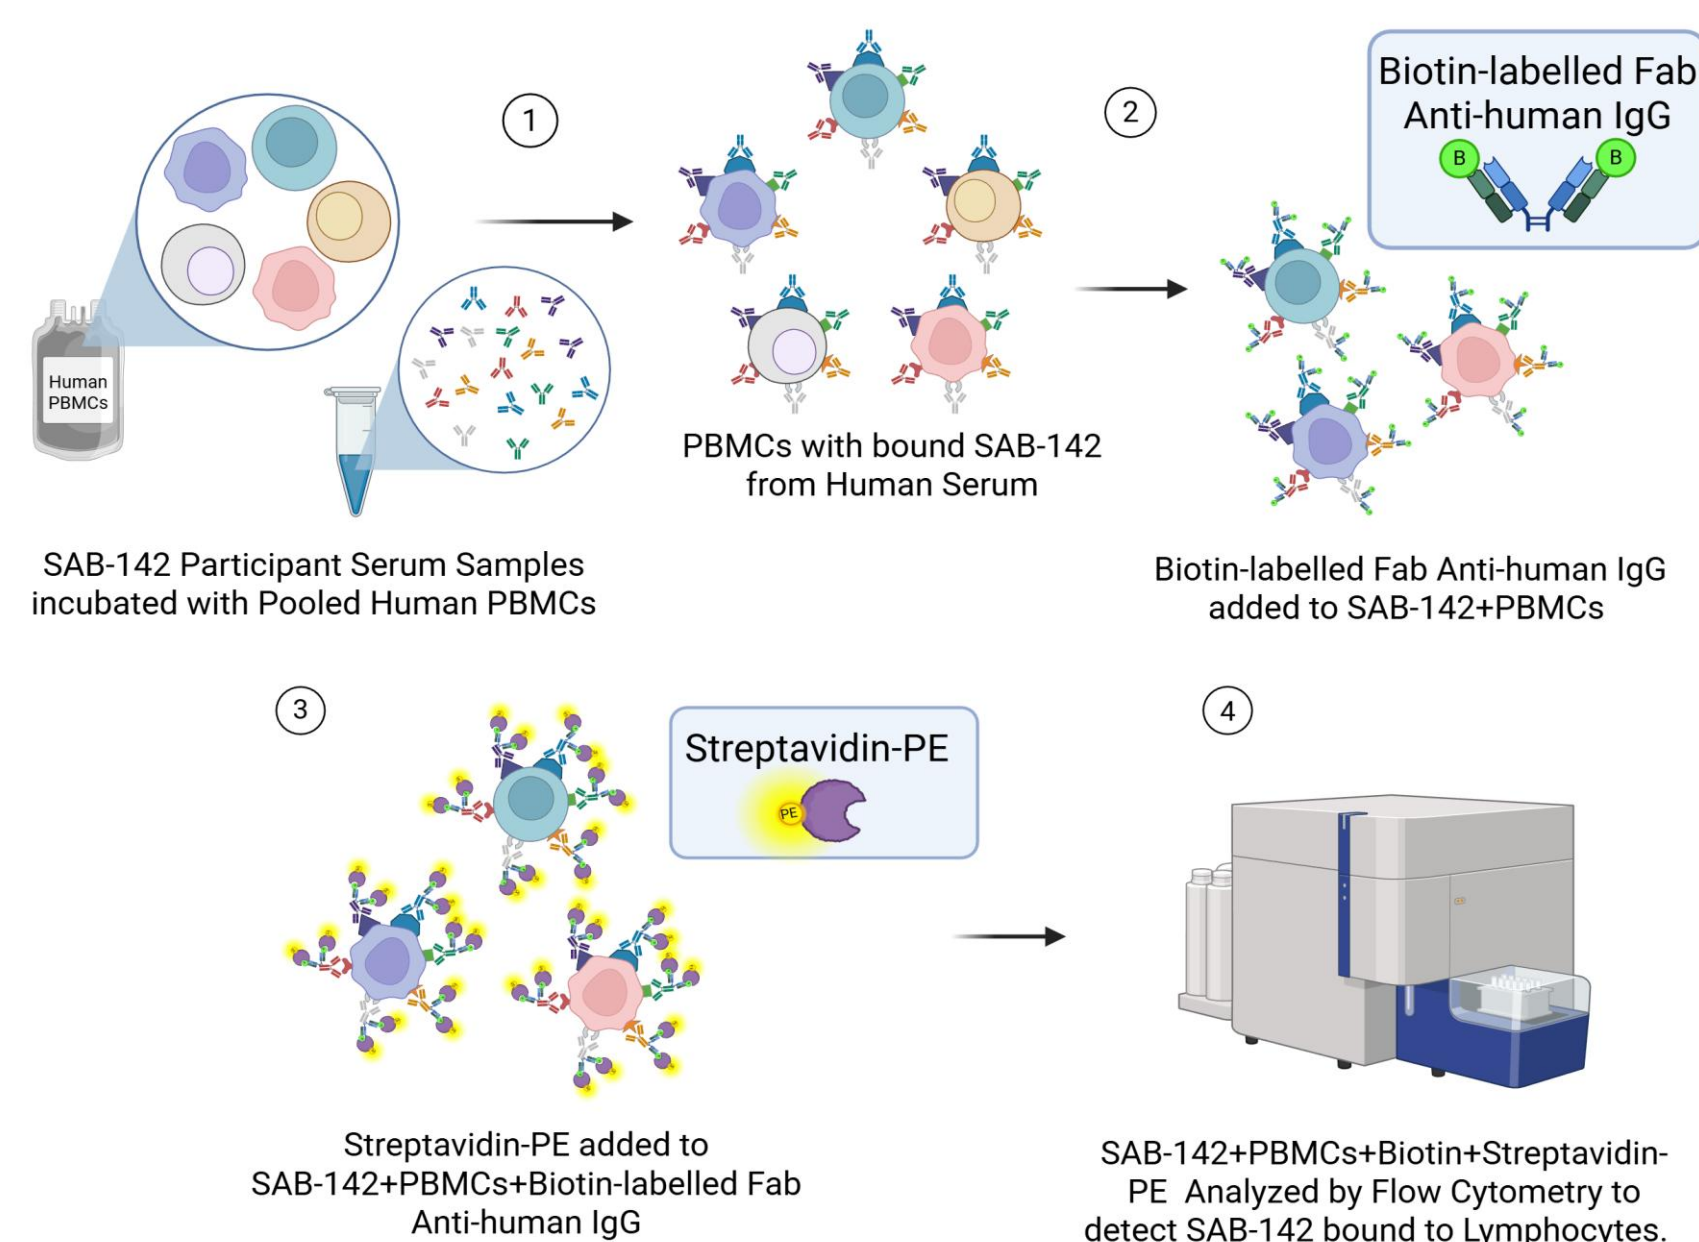 1
2
Biotin-labelled Fab
Anti-human IgG
B
B
Human
PBMCs
PBMCs with bound SAB-142
from Human Serum
SAB-142 Participant Serum Samples
incubated with Pooled Human PBMCs
Biotin-labelled Fab Anti-human IgG
added to SAB-142+PBMCs
3
Streptavidin-PE
PE
4
Streptavidin-PE added to
SAB-142+PBMCs+Biotin-labelled Fab
Anti-human IgG
SAB-142+PBMCs+Biotin+Streptavidin-
PE Analyzed by Flow Cytometry to
detect SAB-142 bound to Lymphocytes.